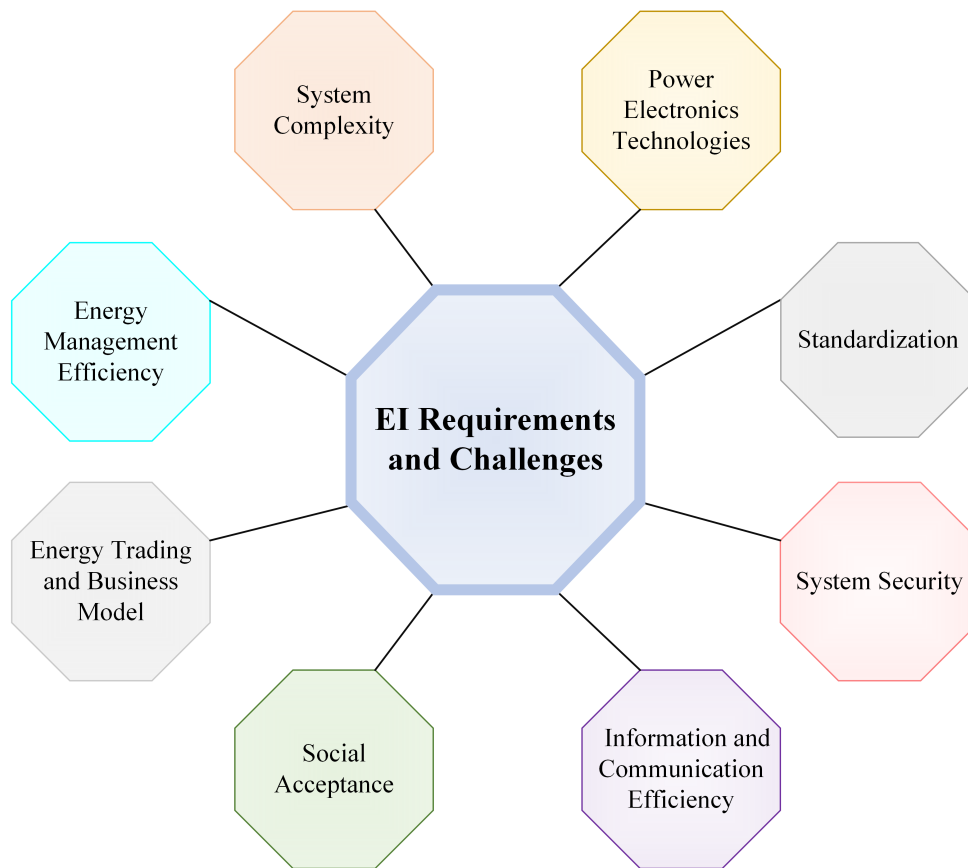 System
Complexity
Power
Electronics
Technologies
Energy
Management
Efficiency
Standardization
EI Requirements
and Challenges
Energy Trading
and Business
Model
System Security
Social
Acceptance
Information and
Communication
Efficiency